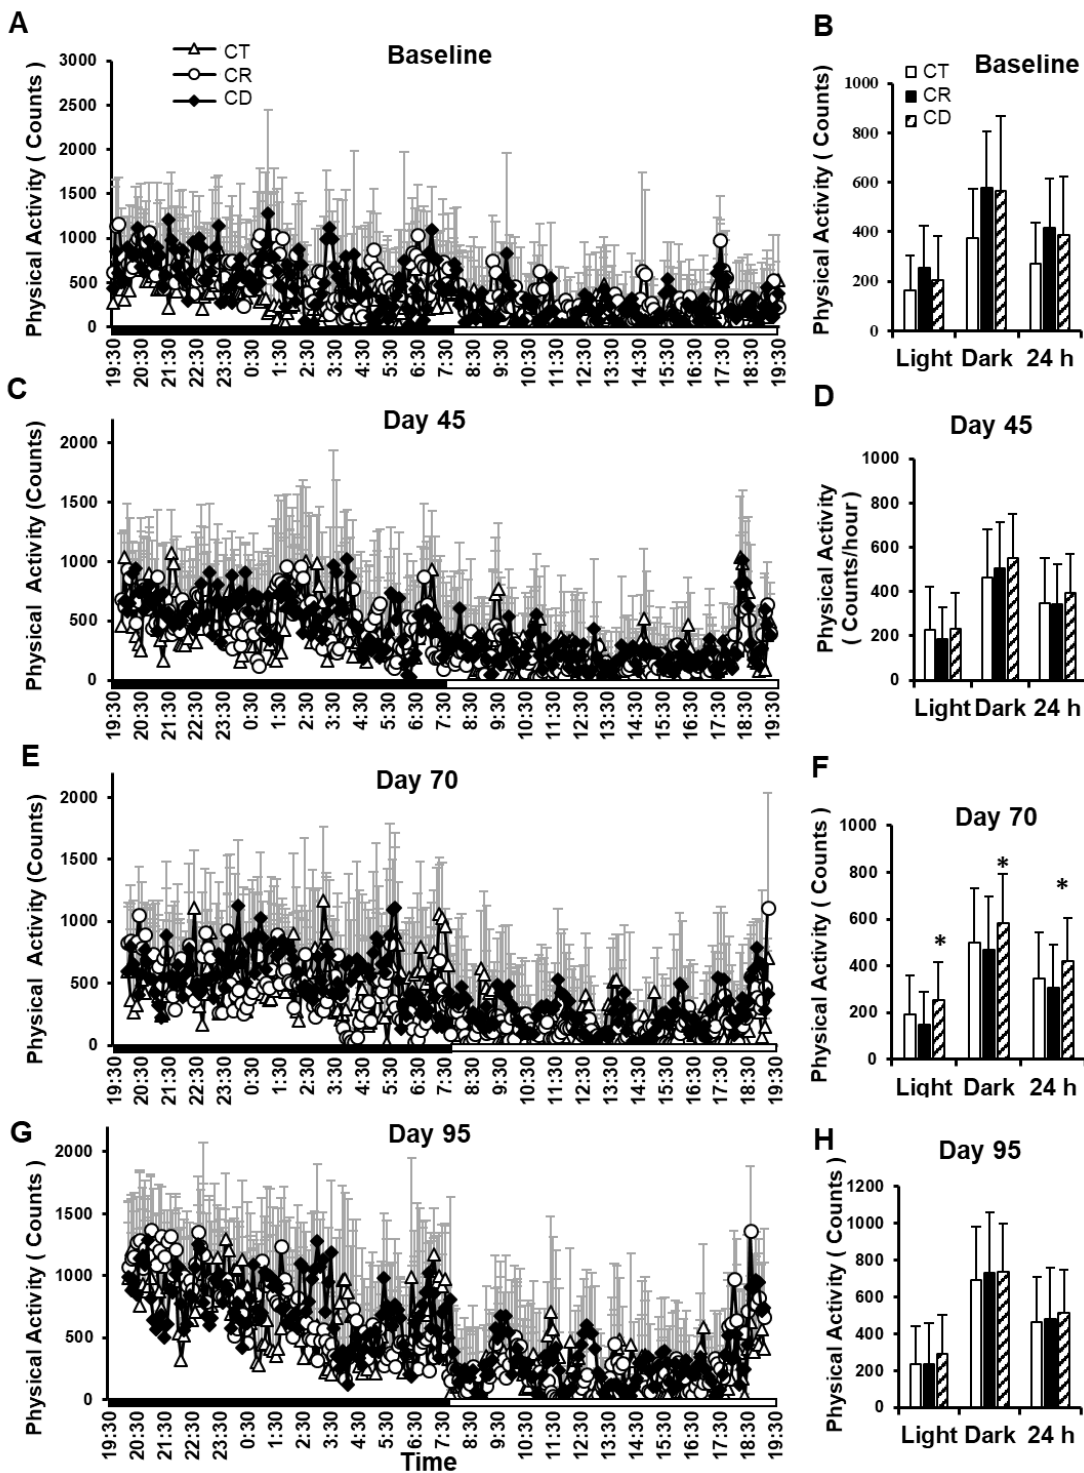 A
Baseline
CT
CR
CD
Physical Activity ( Counts )
3000
2500
2000
1500
1000
500
0
19:30 20:30 21:30 22:30 23:30 0:30 1:30 2:30 3:30 4:30 5:30 6:30 7:30 8:30 9:30 10:30 11:30 12:30 13:30 14:30 15:30 16:30 17:30 18:30 19:30
B
Baseline
CT
CR
CD
Physical Activity ( Counts)
1000
800
600
400
200
0
Light Dark 24 h
C
Day 45
Physical Activity (Counts)
2000
1500
1000
500
0
19:30 20:30 21:30 22:30 23:30 0:30 1:30 2:30 3:30 4:30 5:30 6:30 7:30 8:30 9:30 10:30 11:30 12:30 13:30 14:30 15:30 16:30 17:30 18:30 19:30
D
Day 45
Physical Activity
( Counts/hour )
1000
800
600
400
200
0
Light Dark 24 h
E
Day 70
Physical Activity (Counts)
2000
1500
1000
500
0
19:30 20:30 21:30 22:30 23:30 0:30 1:30 2:30 3:30 4:30 5:30 6:30 7:30 8:30 9:30 10:30 11:30 12:30 13:30 14:30 15:30 16:30 17:30 18:30 19:30
F
Day 70
Physical Activity ( Counts )
1000
800
600
400
200
0
* * *
Light Dark 24 h
G
Day 95
Physical Activity ( Counts )
2000
1500
1000
500
0
19:30 20:30 21:30 22:30 23:30 0:30 1:30 2:30 3:30 4:30 5:30 6:30 7:30 8:30 9:30 10:30 11:30 12:30 13:30 14:30 15:30 16:30 17:30 18:30 19:30
Time
H
Day 95
Physical Activity ( Counts )
1200
1000
800
600
400
200
0
Light Dark 24 h